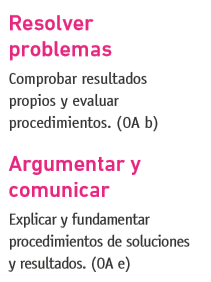 Resolver
problemas
Comprobar resultados
propios y evaluar
procedimientos. (OA b)
Argumentar y
comunicar
Explicar y fundamentar
procedimientos de soluciones
y resultados. (OA e)